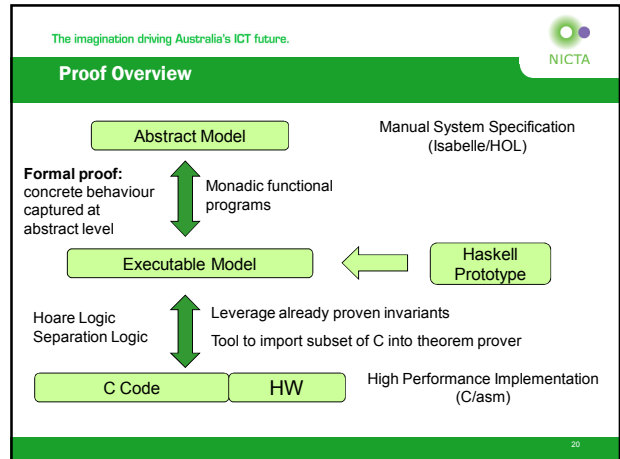 The imagination driving Australia's ICT future.
NICTA
Proof Overview
Abstract Model
Manual System Specification
(Isabelle/HOL)
Formal proof:
concrete behaviour
captured at
abstract level
Monadic functional
programs
Executable Model
Haskell
Prototype
Hoare Logic
Separation Logic
Leverage already proven invariants
Tool to import subset of C into theorem prover
C Code
HW
High Performance Implementation
(C/asm)
20